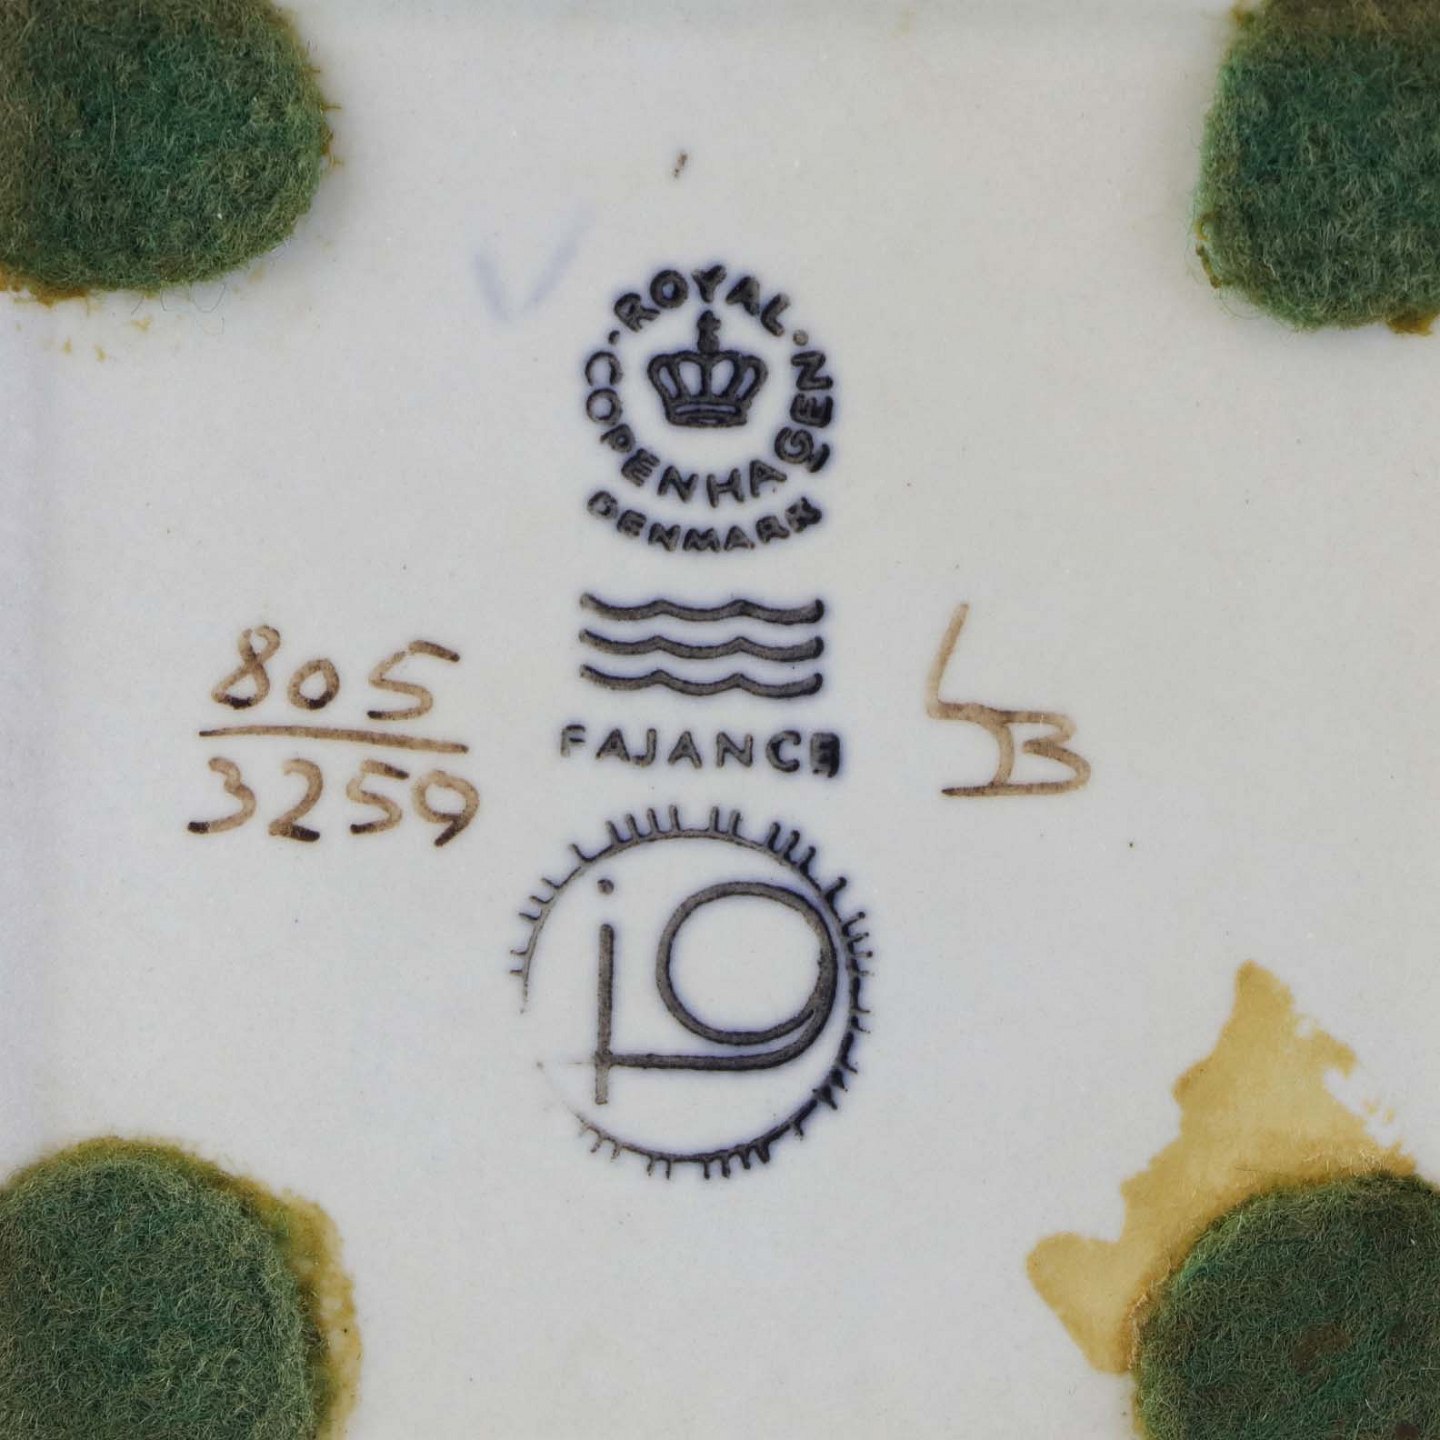 ROYAL
COPENHAGEN
DENMARK
FAJANCE
805
3259